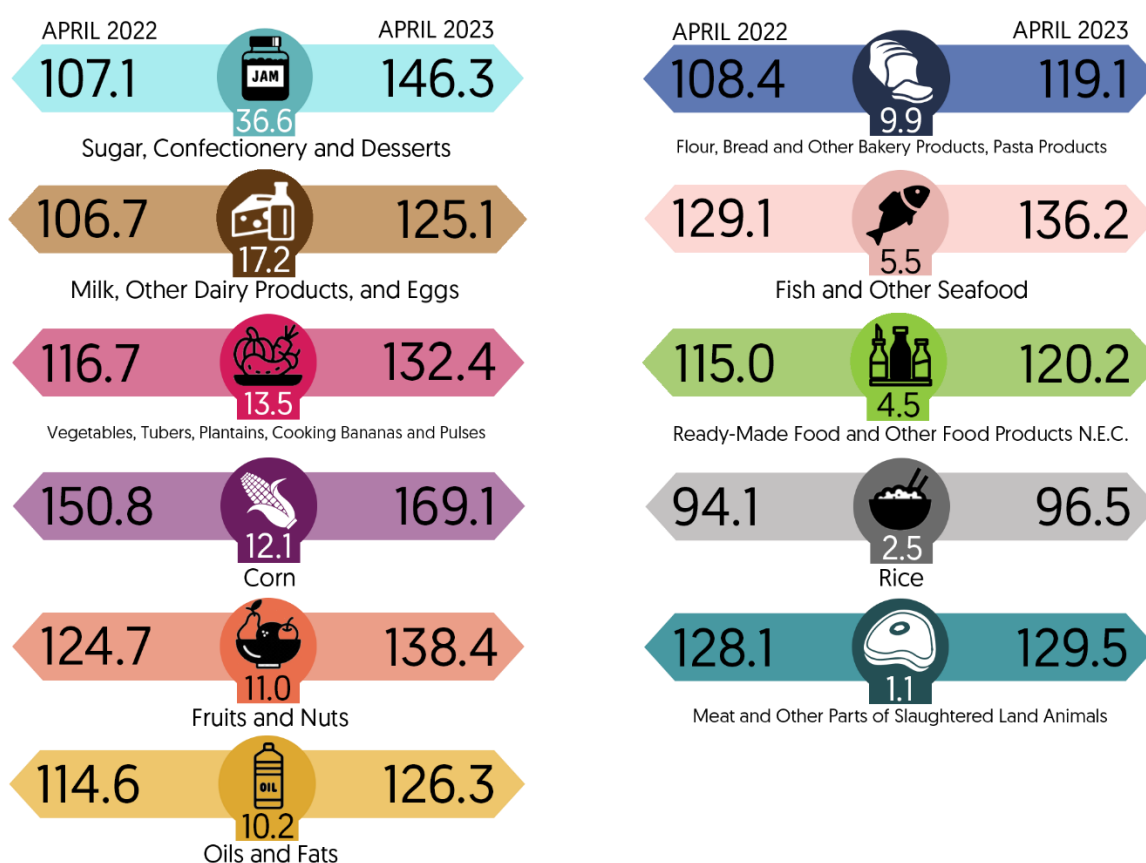 APRIL 2022 APRIL 2023
107.1 JAM 146.3
36.6
Sugar, Confectionery and Desserts
106.7 125.1
17.2
Milk, Other Dairy Products, and Eggs
116.7 132.4
13.5
Vegetables, Tubers, Plantains, Cooking Bananas and Pulses
150.8 169.1
12.1
Corn
124.7 138.4
11.0
Fruits and Nuts
114.6 OIL 126.3
10.2
Oils and Fats
APRIL 2022 APRIL 2023
108.4 119.1
9.9
Flour, Bread and Other Bakery Products, Pasta Products
129.1 136.2
5.5
Fish and Other Seafood
115.0 120.2
4.5
Ready-Made Food and Other Food Products N.E.C.
94.1 96.5
2.5
Rice
128.1 129.5
1.1
Meat and Other Parts of Slaughtered Land Animals